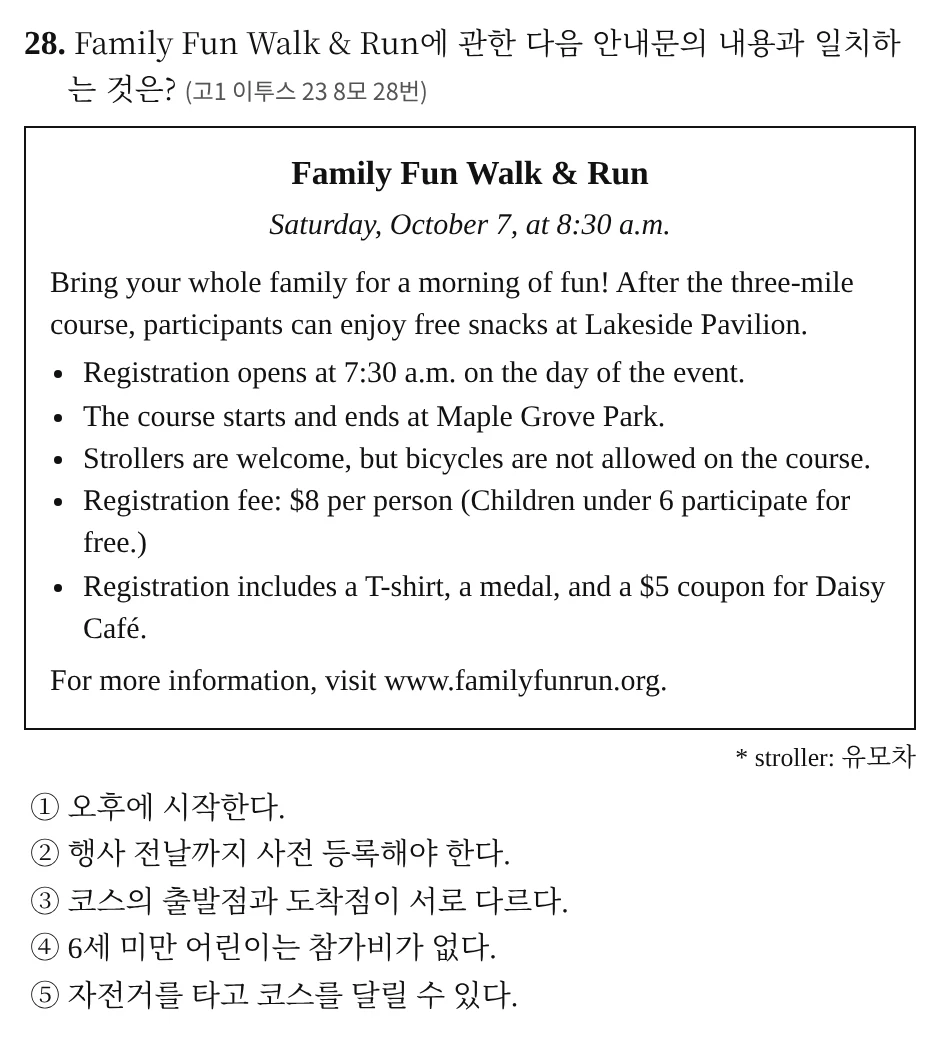 28. Family Fun Walk & Run에 관한 다음 안내문의 내용과 일치하
는 것은? (고1 이투스 23 8모 28번)
Family Fun Walk & Run
Saturday, October 7, at 8:30 a.m.
Bring your whole family for a morning of fun! After the three-mile
course, participants can enjoy free snacks at Lakeside Pavilion.
• Registration opens at 7:30 a.m. on the day of the event.
• The course starts and ends at Maple Grove Park.
• Strollers are welcome, but bicycles are not allowed on the course.
• Registration fee: $8 per person (Children under 6 participate for
free.)
• Registration includes a T-shirt, a medal, and a $5 coupon for Daisy
Café.
For more information, visit www.familyfunrun.org.
* stroller: 유모차
① 오후에 시작한다.
② 행사 전날까지 사전 등록해야 한다.
③ 코스의 출발점과 도착점이 서로 다르다.
④ 6세 미만 어린이는 참가비가 없다.
⑤ 자전거를 타고 코스를 달릴 수 있다.